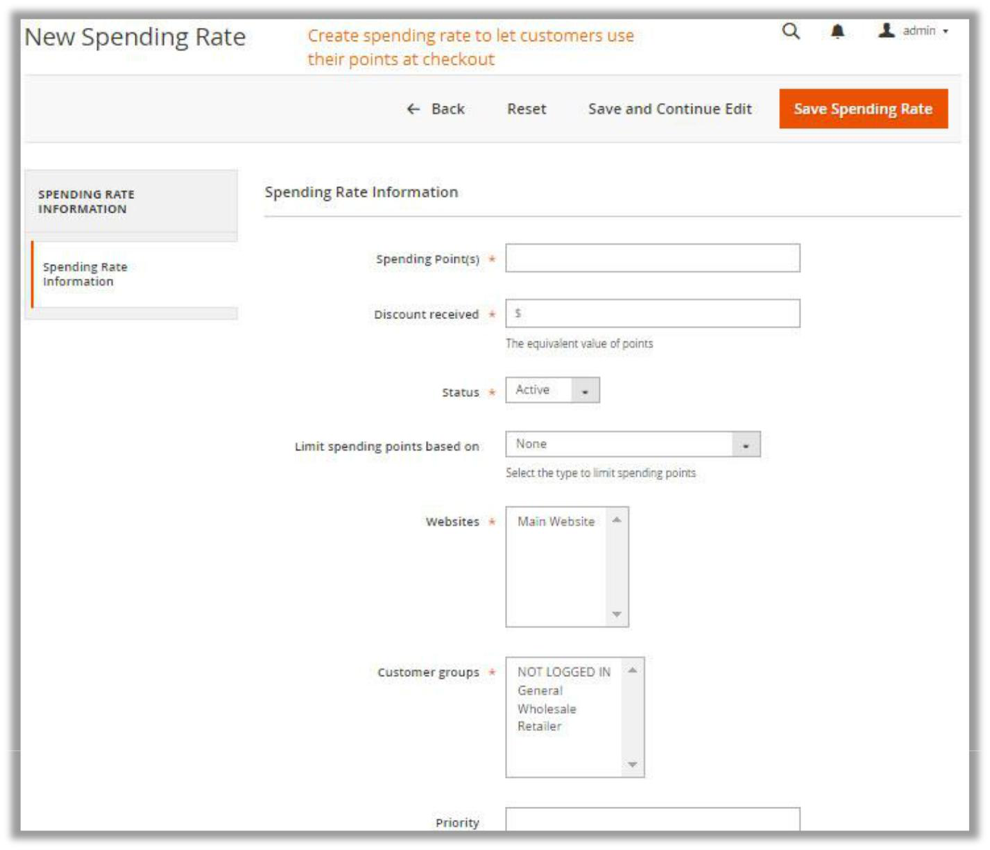 New Spending Rate
Create spending rate to let customers use
their points at checkout
admin
← Back Reset Save and Continue Edit Save Spending Rate
SPENDING RATE
INFORMATION
Spending Rate
Information
Spending Rate Information
Spending Point(s) *
Discount received * $
The equivalent value of points
Status * Active
Limit spending points based on None
Select the type to limit spending points
Websites * Main Website
Customer groups * NOT LOGGED IN
General
Wholesale
Retailer
Priority